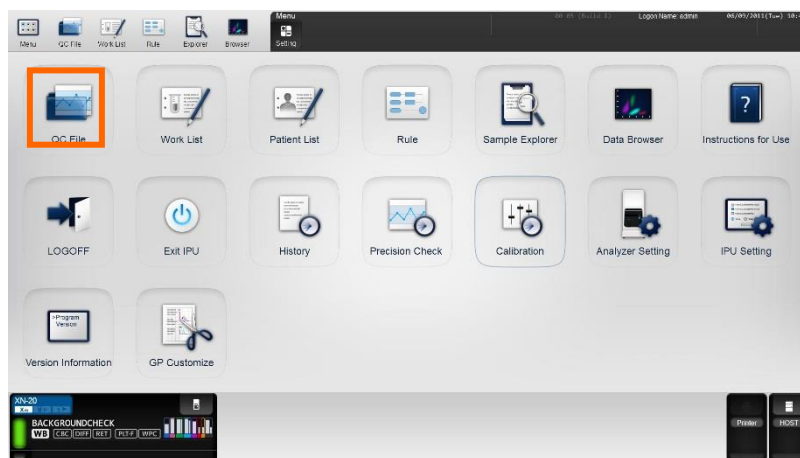 Menu
Logon Name: admin
Menu QC File Work List Rule Explorer Browser Setting
QC File Work List Patient List Rule Sample Explorer Data Browser Instructions for Use
LOGOFF Exit IPU History Precision Check Calibration Analyzer Setting IPU Setting
>Program
Version
Version Information GP Customize
XN-20
BACKGROUNDCHECK
WB CBC DIFF RET PLT-F WPC
Printer HOST